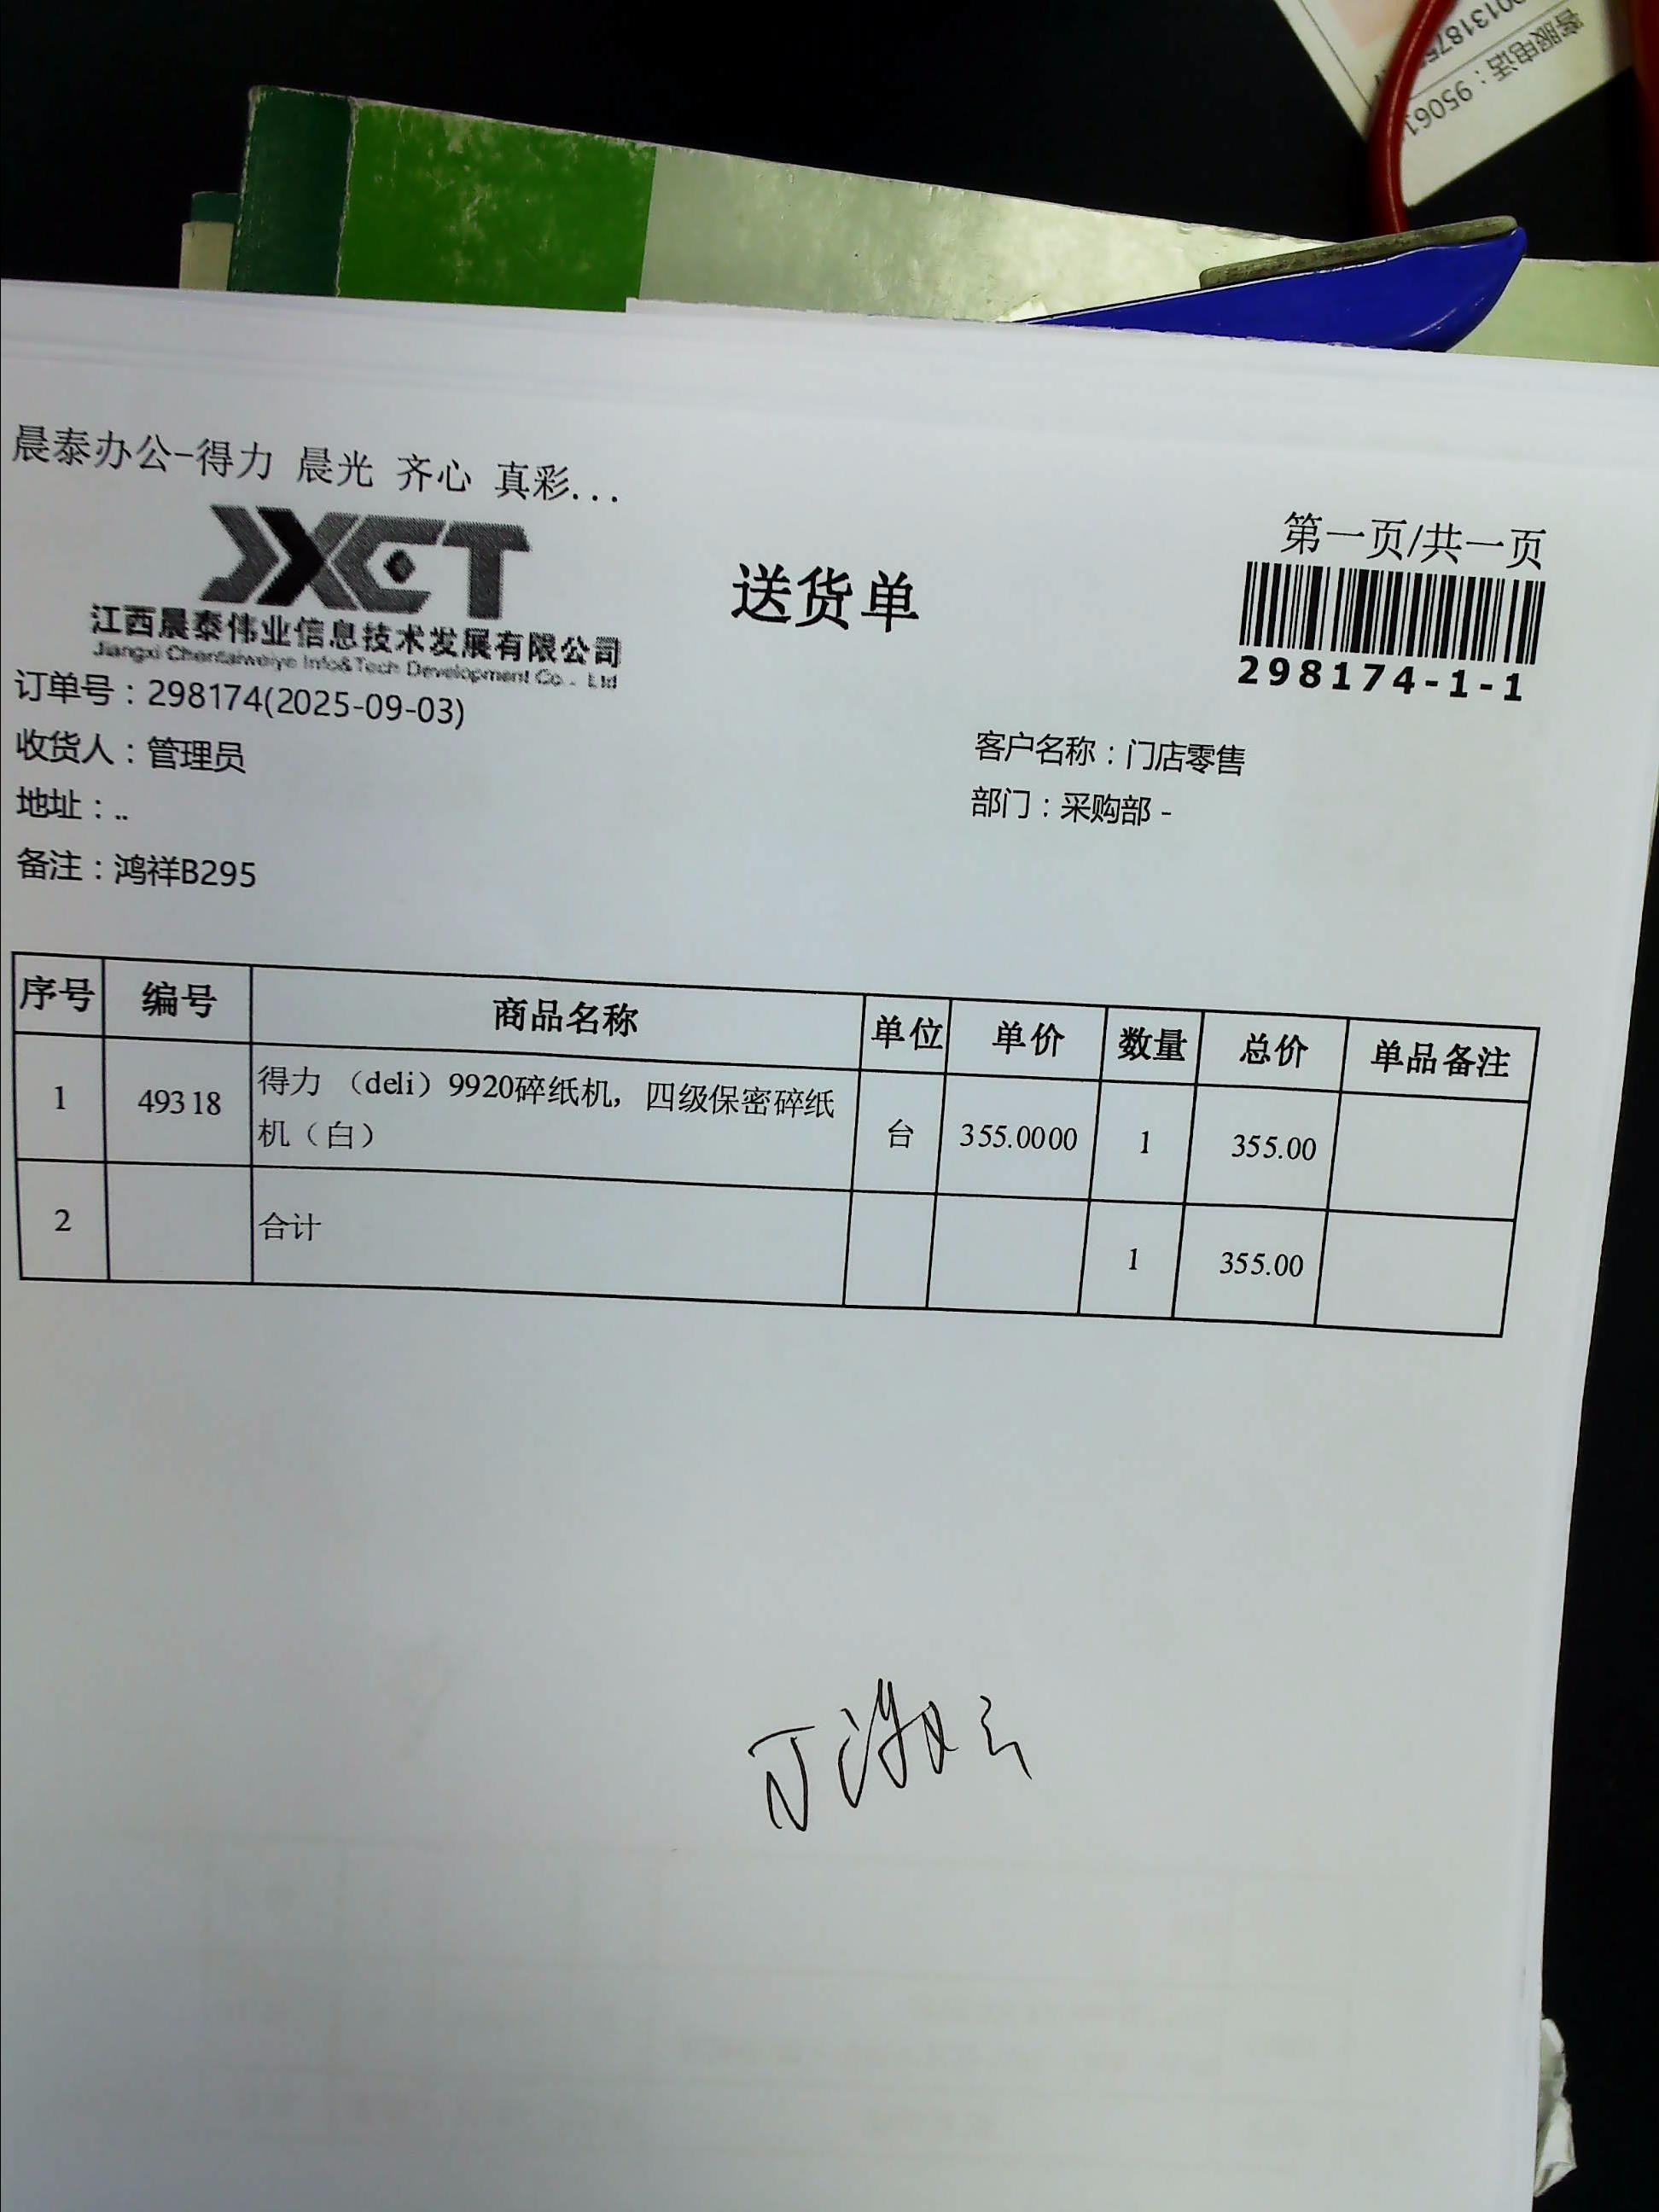 客服电话：95061
晨泰办公-得力 晨光 齐心 真彩...
第一页/共一页
JXCT
送货单
江西晨泰伟业信息技术发展有限公司
Jiangxi Chentaiweiye Info&Tech Development Co., Ltd
298174-1-1
订单号：298174(2025-09-03)
收货人：管理员
客户名称：门店零售
地址：..
部门：采购部 -
备注：鸿祥B295
序号 编号 商品名称 单位 单价 数量 总价 单品备注
1 49318 得力 （deli）9920碎纸机，四级保密碎纸机（白） 台 355.0000 1 355.00
2 合计 1 355.00